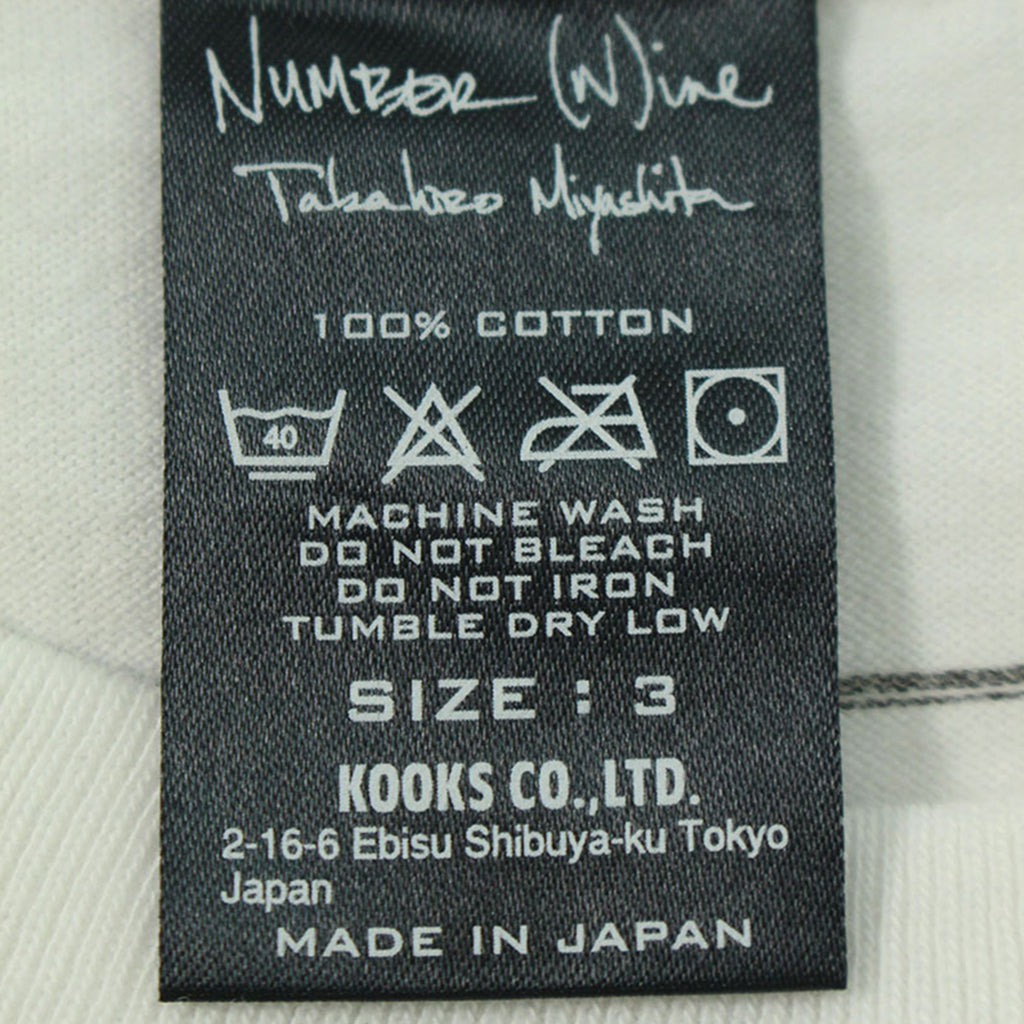 NUMBER (N)ine
Takahiro Miyashita
100% COTTON
40
MACHINE WASH
DO NOT BLEACH
DO NOT IRON
TUMBLE DRY LOW
SIZE : 3
KOOKS CO.,LTD.
2-16-6 Ebisu Shibuya-ku Tokyo
Japan
MADE IN JAPAN